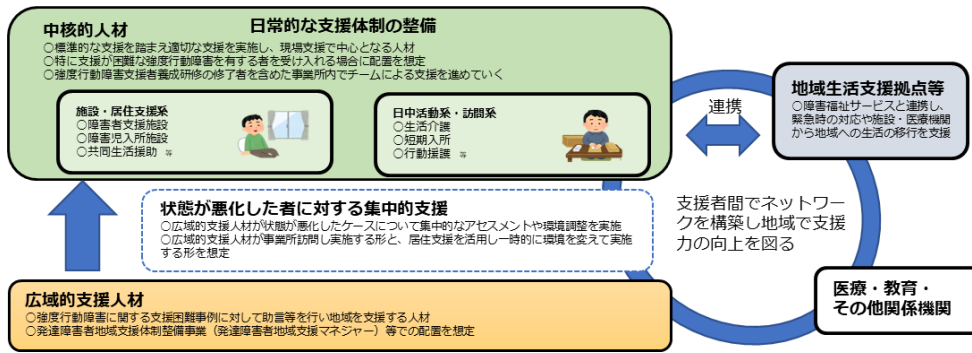 日常的な支援体制の整備
中核的人材
○標準的な支援を踏まえ適切な支援を実施し、現場支援で中心となる人材
○特に支援が困難な強度行動障害を有する者を受け入れる場合に配置を想定
○強度行動障害支援者養成研修の修了者を含めた事業所内でチームによる支援を進めていく
施設・居住支援系
○障害者支援施設
○障害児入所施設
○共同生活援助 等
日中活動系・訪問系
○生活介護
○短期入所
○行動援護 等
連携
地域生活支援拠点等
○障害福祉サービスと連携し、
緊急時の対応や施設・医療機関
から地域への生活の移行を支援
状態が悪化した者に対する集中的支援
○広域的支援人材が状態が悪化したケースについて集中的なアセスメントや環境調整を実施
○広域的支援人材が事業所訪問し実施する形と、居住支援を活用し一時的に環境を変えて実施
する形を想定
支援者間でネットワー
クを構築し地域で支援
力の向上を図る
広域的支援人材
○強度行動障害に関する支援困難事例に対して助言等を行い地域を支援する人材
○発達障害者地域支援体制整備事業（発達障害者地域支援マネジャー）等での配置を想定
医療・教育・
その他関係機関